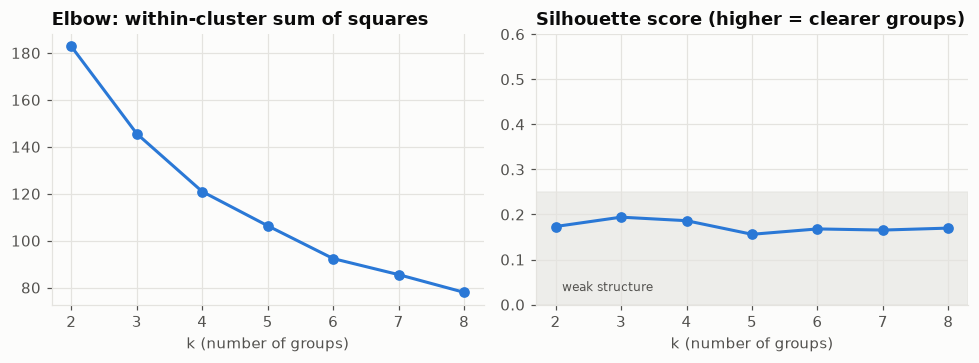 Elbow: within-cluster sum of squares
180
160
140
120
100
80
2 3 4 5 6 7 8
k (number of groups)
Silhouette score (higher = clearer groups)
0.6
0.5
0.4
0.3
0.2
0.1
0.0
weak structure
2 3 4 5 6 7 8
k (number of groups)